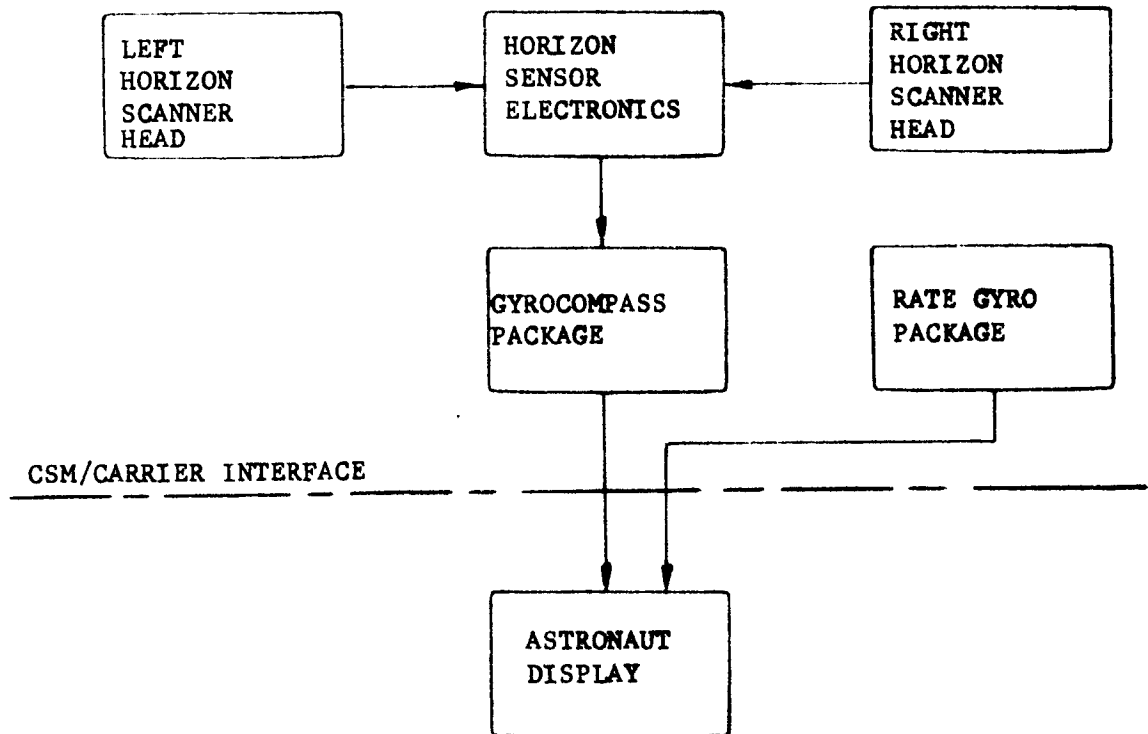 LEFT
HORIZON
SCANNER
HEAD
HORIZON
SENSOR
ELECTRONICS
RIGHT
HORIZON
SCANNER
HEAD
GYROCOMPASS
PACKAGE
RATE GYRO
PACKAGE
CSM/CARRIER INTERFACE
ASTRONAUT
DISPLAY